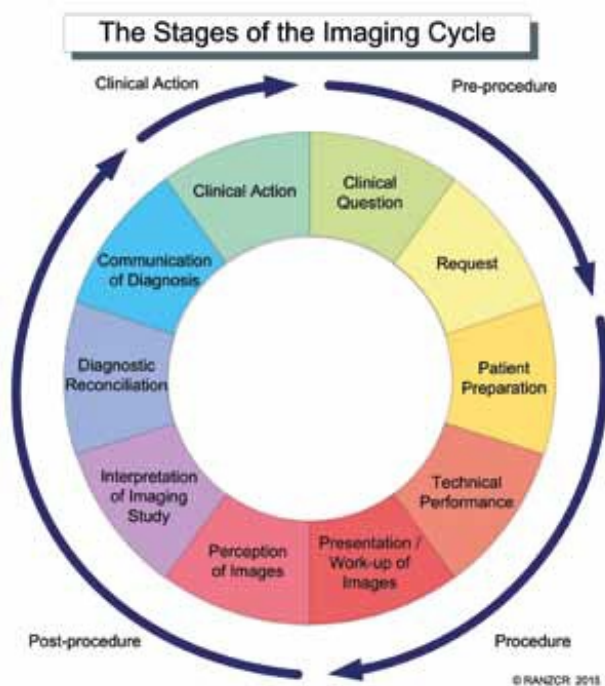 The Stages of the Imaging Cycle
Clinical Action
Pre-procedure
Clinical Action
Clinical
Question
Request
Patient
Preparation
Technical
Performance
Presentation /
Work-up of
Images
Perception
of Images
Interpretation
of Imaging
Study
Diagnostic
Reconciliation
Communication
of Diagnosis
Post-procedure
Procedure
© RANZCR 2015